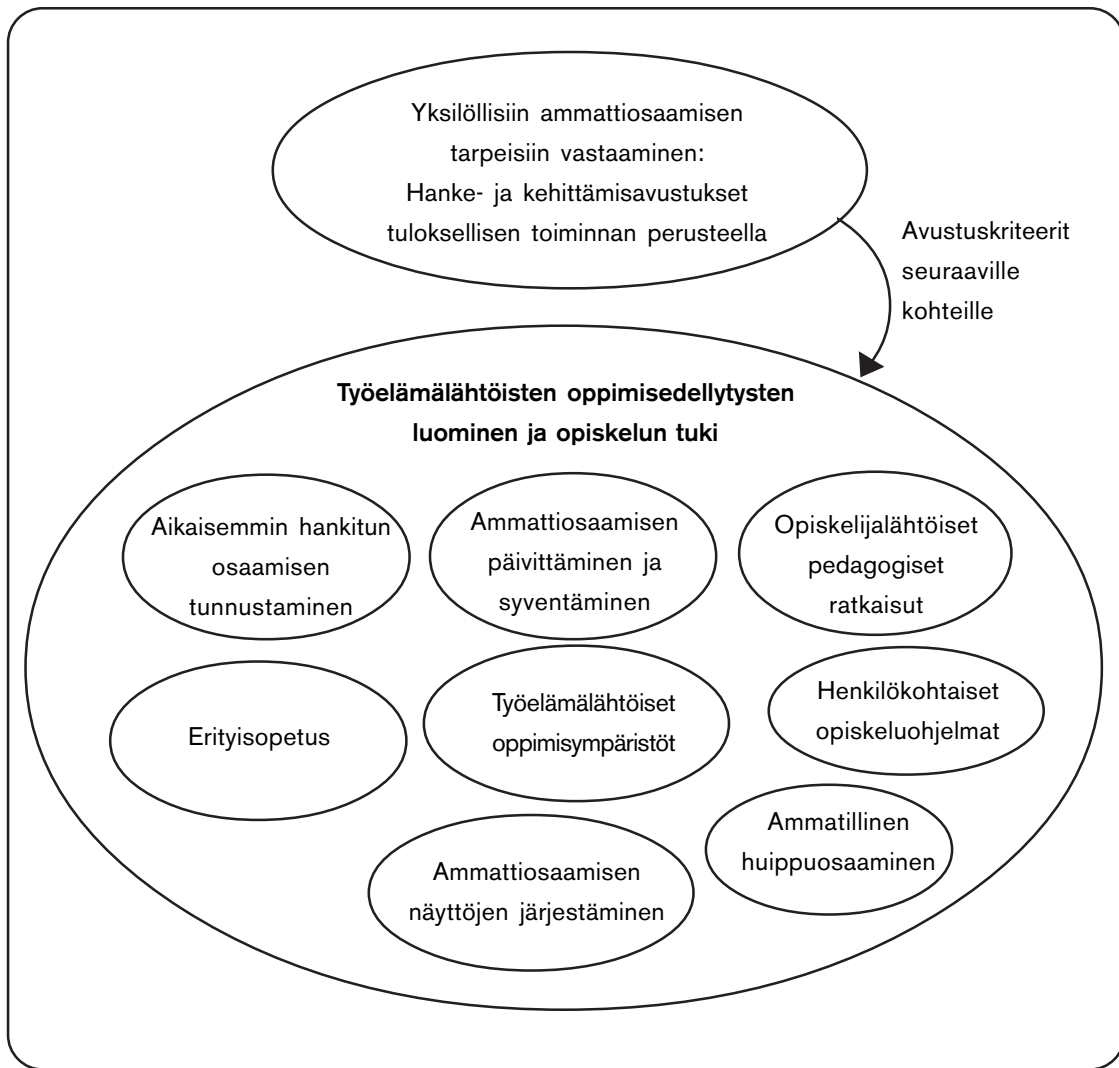 Yksilöllisiin ammattiosaamisen
tarpeisiin vastaaminen:
Hanke- ja kehittämisavustukset
tuloksellisen toiminnan perusteella
Avustuskriteerit
seuraaville
kohteille
Työelämälähtöisten oppimisedellytysten
luominen ja opiskelun tuki
Aikaisemmin hankitun
osaamisen
tunnustaminen
Ammattiosaamisen
päivittäminen ja
syventäminen
Opiskelijalähtöiset
pedagogiset
ratkaisut
Erityisopetus
Työelämälähtöiset
oppimisympäristöt
Henkilökohtaiset
opiskeluohjelmat
Ammattiosaamisen
näyttöjen järjestäminen
Ammatillinen
huippuosaaminen